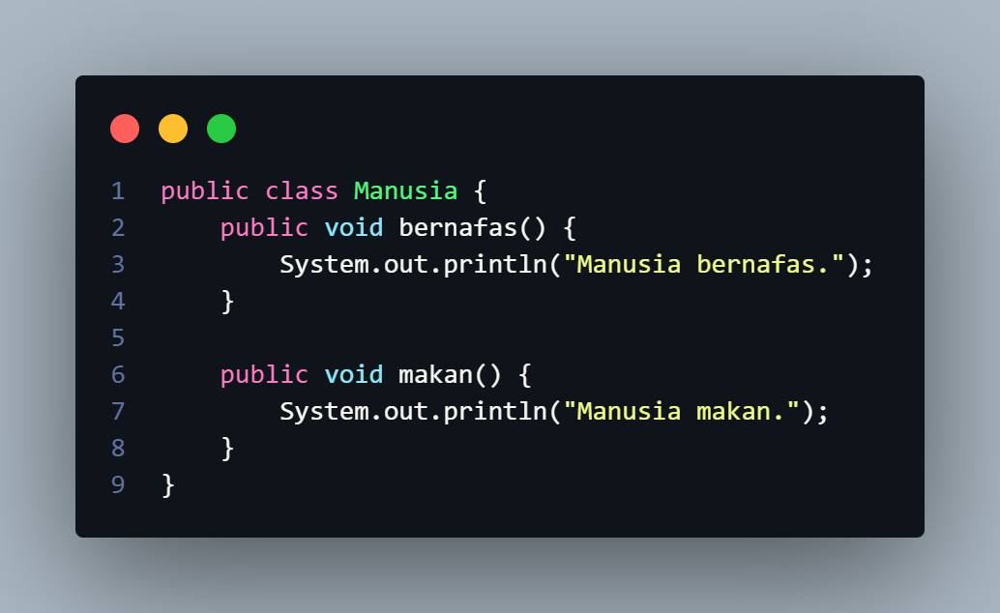 1 public class Manusia {
2     public void bernafas() {
3         System.out.println("Manusia bernafas.");
4     }
5
6     public void makan() {
7         System.out.println("Manusia makan.");
8     }
9 }